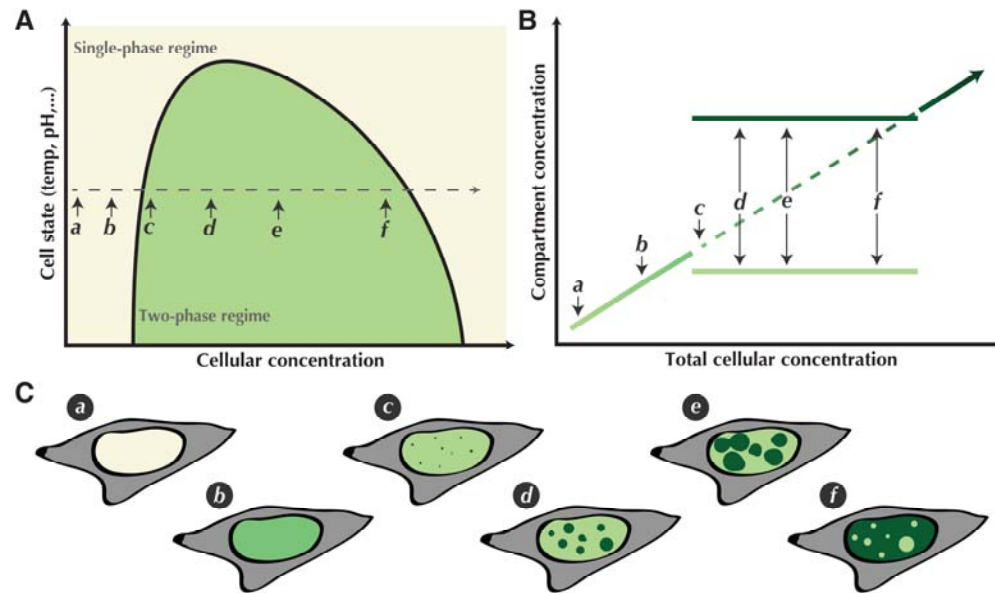 A
Single-phase regime
Cell state (temp, pH,...)
a
b
c
d
e
f
Two-phase regime
Cellular concentration
B
Compartment concentration
a
b
c
d
e
f
Total cellular concentration
C
a
c
e
b
d
f